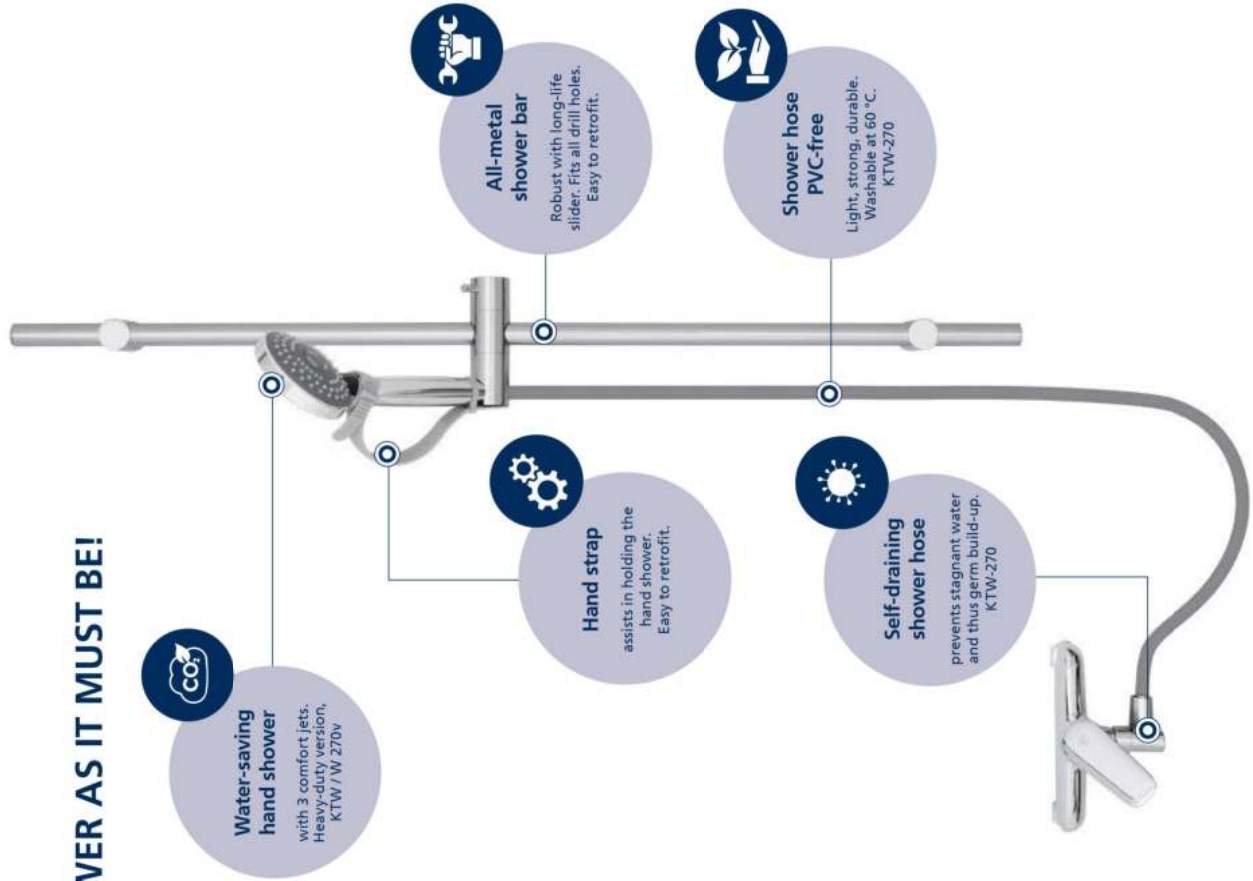 VER AS IT MUST BE!
Water-saving
hand shower
with 3 comfort jets.
Heavy-duty version,
KTW / W 270v
CO₂
Hand strap
assists in holding the
hand shower.
Easy to retrofit.
Self-draining
shower hose
prevents stagnant water
and thus germ build-up.
KTW-270
All-metal
shower bar
Robust with long-life
slider. Fits all drill holes.
Easy to retrofit.
Shower hose
PVC-free
Light, strong, durable.
Washable at 60 °C.
KTW-270